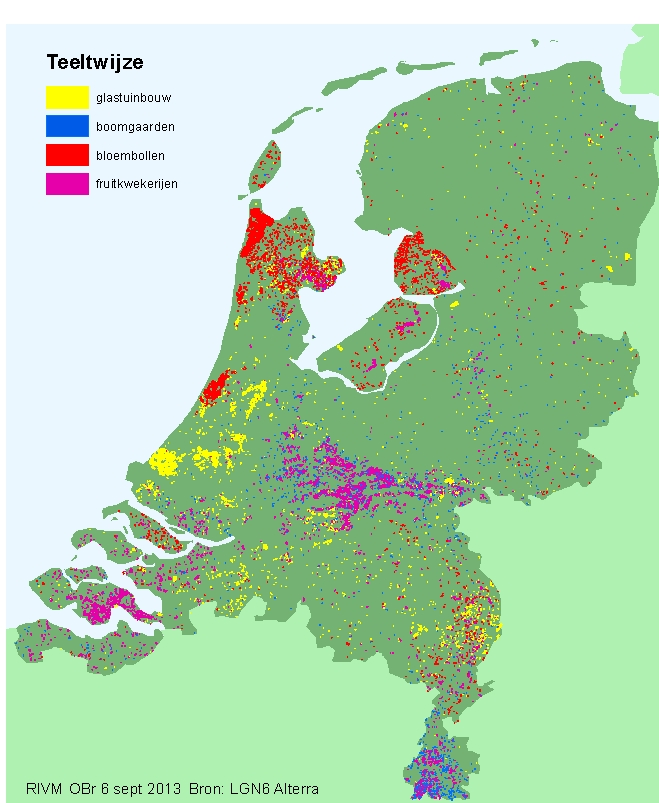 Teeltwijze
glastuinbouw
boomgaarden
bloembollen
fruitkwekerijen
RIVM OBr 6 sept 2013 Bron: LGN6 Alterra